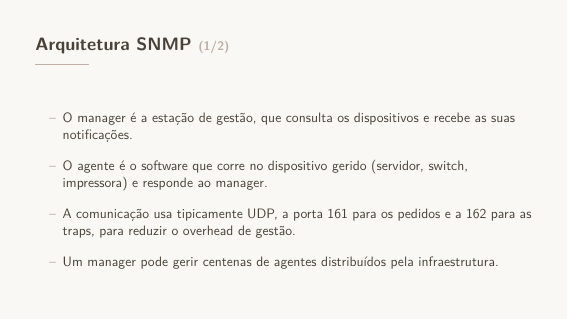 Arquitetura SNMP (1/2)
– O manager é a estação de gestão, que consulta os dispositivos e recebe as suas
notificações.
– O agente é o software que corre no dispositivo gerido (servidor, switch,
impressora) e responde ao manager.
– A comunicação usa tipicamente UDP, a porta 161 para os pedidos e a 162 para as
traps, para reduzir o overhead de gestão.
– Um manager pode gerir centenas de agentes distribuídos pela infraestrutura.